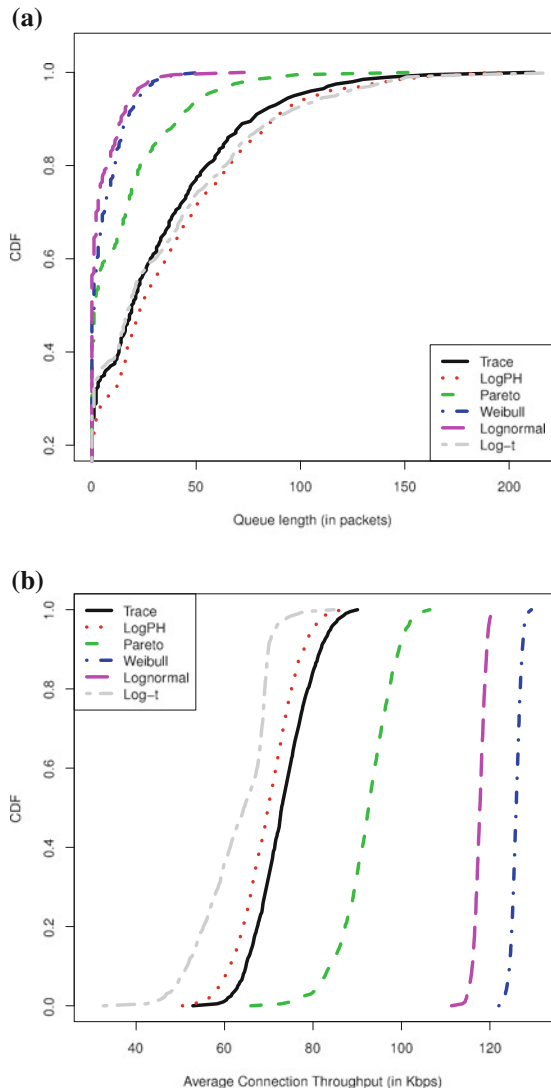 (a)
CDF
1.0
0.8
0.6
0.4
0.2
Trace
LogPH
Pareto
Weibull
Lognormal
Log-t
0 50 100 150 200
Queue length (in packets)
(b)
Trace
LogPH
Pareto
Weibull
Lognormal
Log-t
CDF
1.0
0.8
0.6
0.4
0.2
0.0
40 60 80 100 120
Average Connection Throughput (in Kbps)